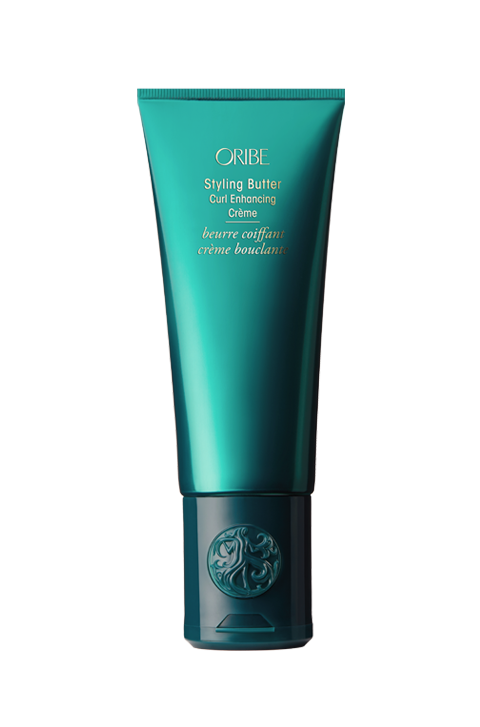 ORIBE
Styling Butter
Curl Enhancing
Crème
beurre coiffant
crème bouclante